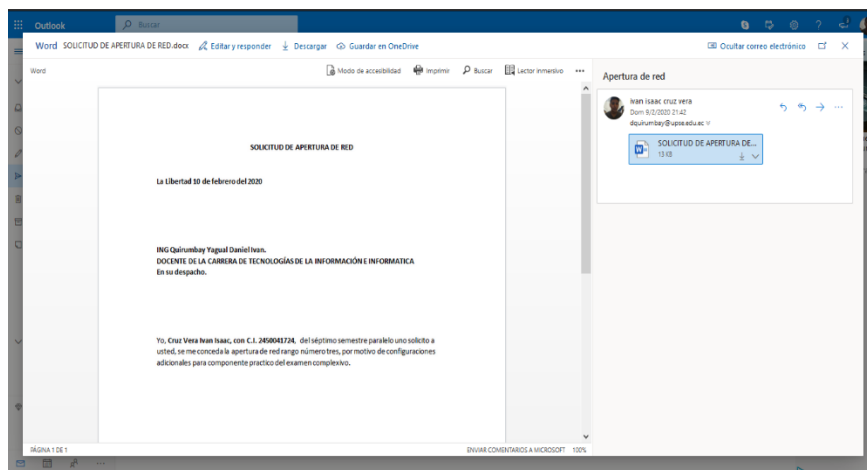 Outlook
Buscar
Word SOLICITUD DE APERTURA DE RED.docx Editar y responder Descargar Guardar en OneDrive
Ocultar correo electrónico
Word
Modo de accesibilidad Imprimir Buscar Lector inmersivo
Apertura de red
ivan isaac cruz vera
Dom 9/2/2020 21:42
dquirumbay@upse.edu.ec
SOLICITUD DE APERTURA DE...
13 KB
SOLICITUD DE APERTURA DE RED
La Libertad 10 de febrero del 2020
ING Quirumbay Yagual Daniel Ivan.
DOCENTE DE LA CARRERA DE TECNOLOGÍAS DE LA INFORMACIÓN E INFORMATICA
En su despacho.
Yo, Cruz Vera Ivan Isaac, con C.I. 2450041724, del séptimo semestre paralelo uno solicito a
usted, se me conceda la apertura de red rango número tres, por motivo de configuraciones
adicionales para componente practico del examen complexivo.
PÁGINA 1 DE 1
ENVIAR COMENTARIOS A MICROSOFT 100%